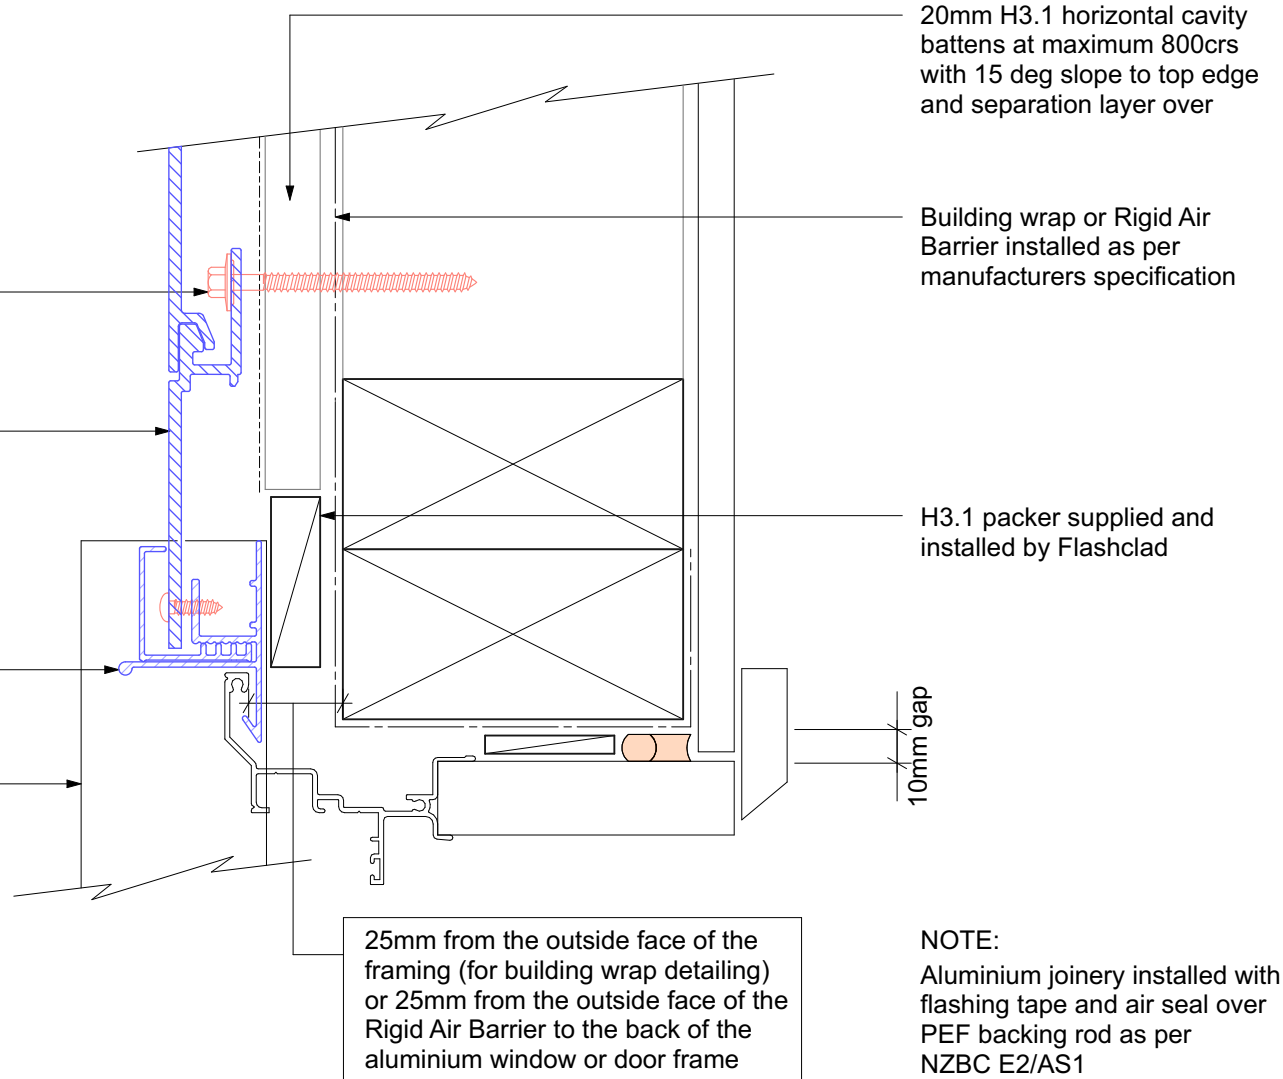 20mm H3.1 horizontal cavity
battens at maximum 800crs
with 15 deg slope to top edge
and separation layer over
Building wrap or Rigid Air
Barrier installed as per
manufacturers specification
H3.1 packer supplied and
installed by Flashclad
10mm gap
25mm from the outside face of the
framing (for building wrap detailing)
or 25mm from the outside face of the
Rigid Air Barrier to the back of the
aluminium window or door frame
NOTE:
Aluminium joinery installed with
flashing tape and air seal over
PEF backing rod as per
NZBC E2/AS1